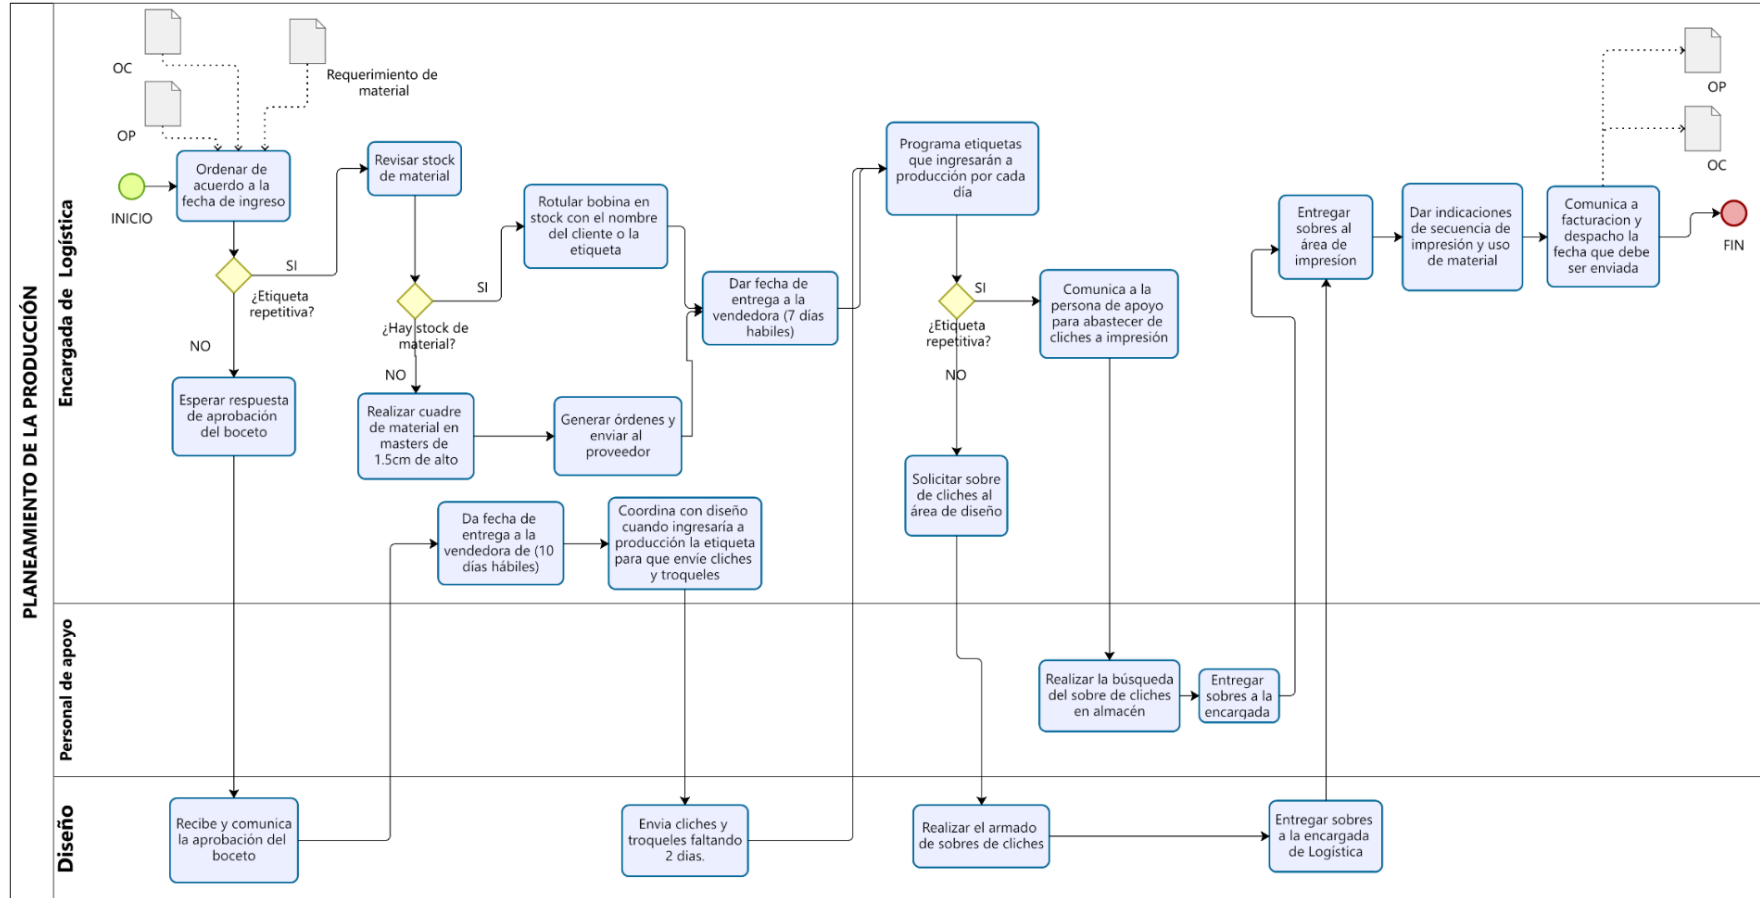 PLANEAMIENTO DE LA PRODUCCIÓN
Encargada de Logística
OC
OP
Requerimiento de
material
INICIO
Ordenar de
acuerdo a la
fecha de ingreso
SI
¿Etiqueta
repetitiva?
NO
Esperar respuesta
de aprobación
del boceto
Revisar stock
de material
SI
¿Hay stock de
material?
NO
Rotular bobina en
stock con el nombre
del cliente o la
etiqueta
Realizar cuadre
de material en
masters de
1.5cm de alto
Generar órdenes y
enviar al
proveedor
Dar fecha de
entrega a la
vendedora (7 días
habiles)
Da fecha de
entrega a la
vendedora de (10
días hábiles)
Coordina con diseño
cuando ingresaría a
producción la etiqueta
para que envíe cliches
y troqueles
Programa etiquetas
que ingresarán a
producción por cada
día
SI
¿Etiqueta
repetitiva?
NO
Comunica a la
persona de apoyo
para abastecer de
cliches a impresión
Solicitar sobre
de cliches al
área de diseño
Entregar
sobres al
área de
impresíon
Dar indicaciones
de secuencia de
impresión y uso
de material
Comunica a
facturacion y
despacho la
fecha que debe
ser enviada
OP
OC
FIN
Personal de apoyo
Realizar la búsqueda
del sobre de cliches
en almacén
Entregar
sobres a la
encargada
Diseño
Recibe y comunica
la aprobación del
boceto
Envia cliches y
troqueles faltando
2 dias.
Realizar el armado
de sobres de cliches
Entregar sobres
a la encargada
de Logística